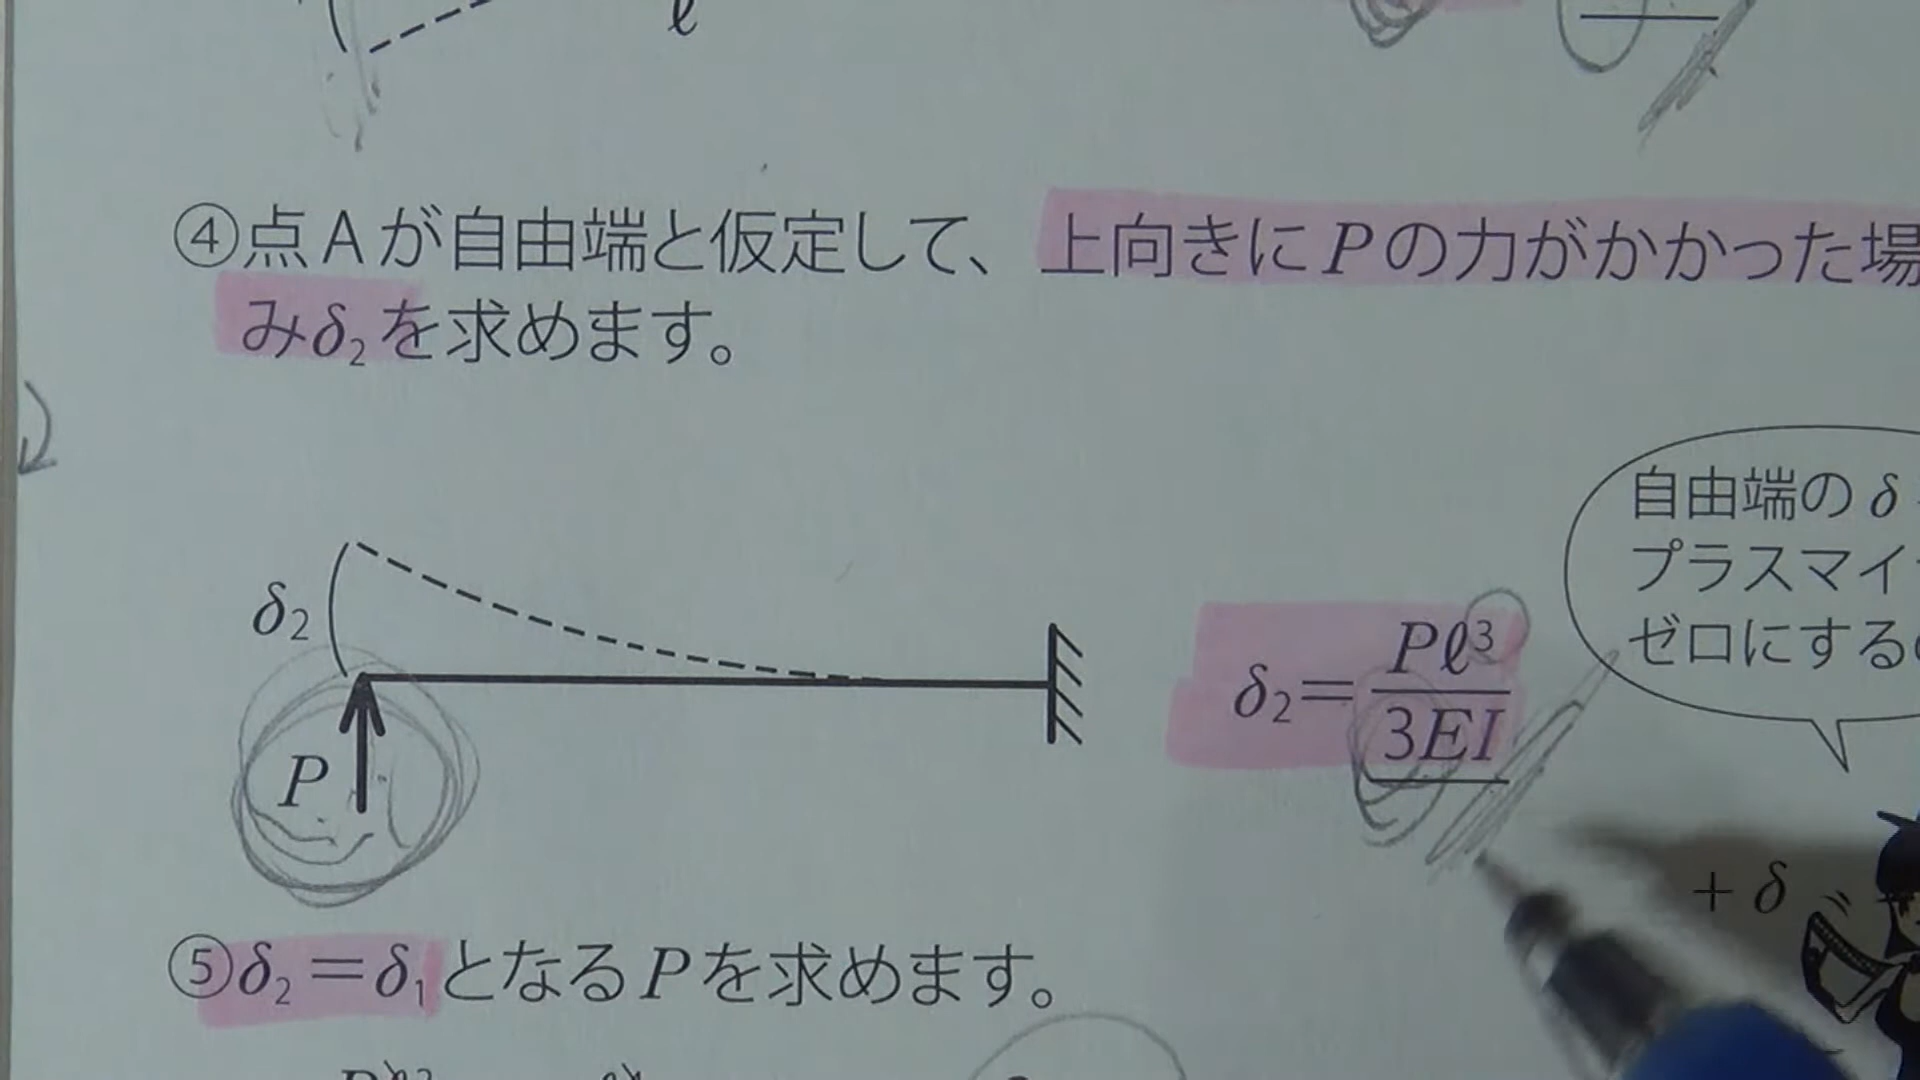 ℓ
④点Aが自由端と仮定して、上向きにPの力がかかった場
みδ₂を求めます。
δ₂
P
δ₂=Pℓ³/3EI
自由端のδ
プラスマイ
ゼロにする
+δ
⑤δ₂=δ₁となるPを求めます。